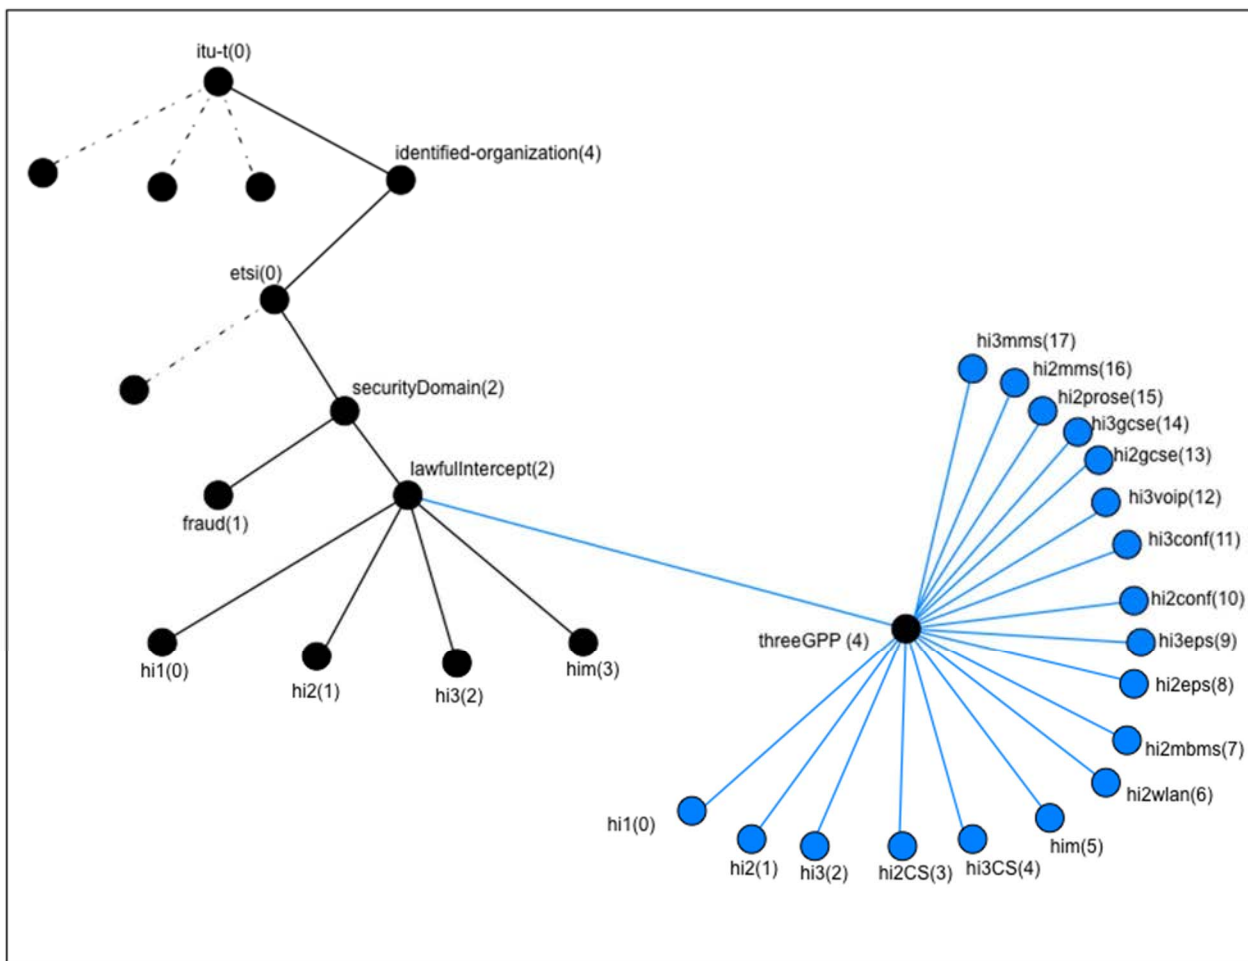 itu-t(0)
identified-organization(4)
etsi(0)
securityDomain(2)
lawfulIntercept(2)
fraud(1)
hi1(0)
hi2(1)
hi3(2)
him(3)
threeGPP (4)
hi3mms(17)
hi2mms(16)
hi2prose(15)
hi3gcse(14)
hi2gcse(13)
hi3voip(12)
hi3conf(11)
hi2conf(10)
hi3eps(9)
hi2eps(8)
hi2mbms(7)
hi2wlan(6)
him(5)
hi3CS(4)
hi2CS(3)
hi3(2)
hi2(1)
hi1(0)